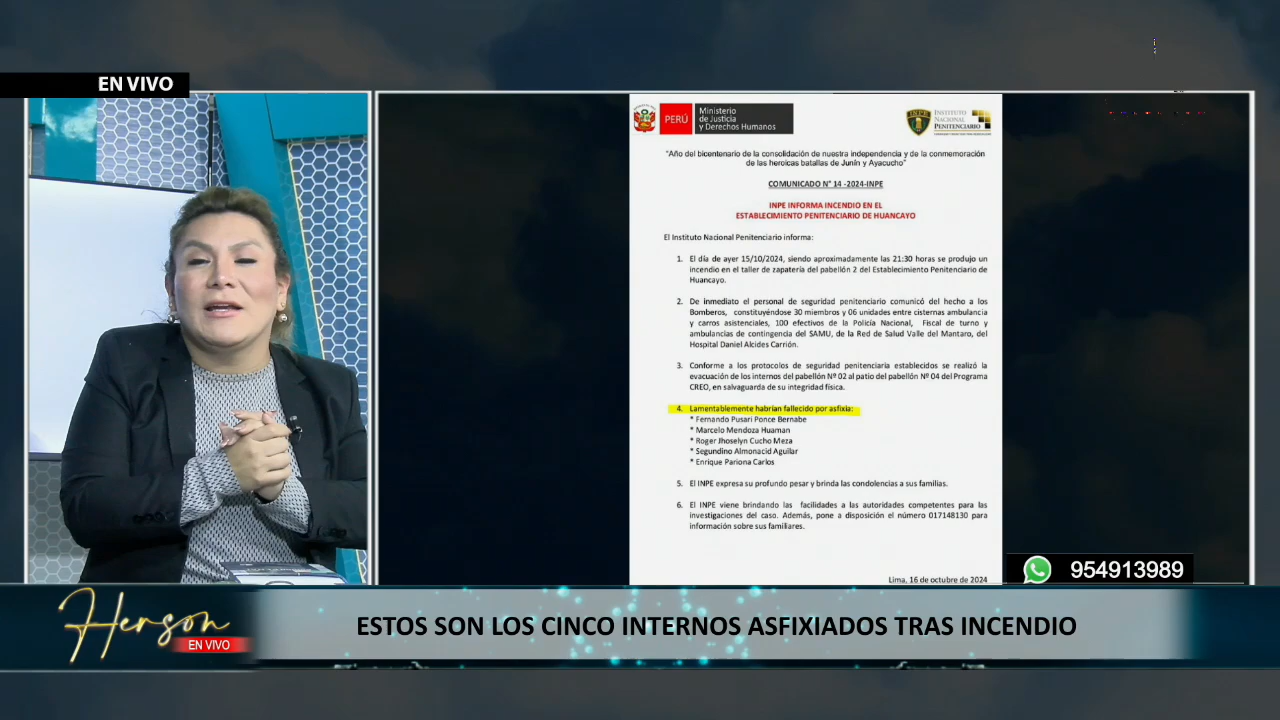 EN VIVO
PERÚ
Ministerio
de Justicia
y Derechos Humanos
INPE
INSTITUTO
NACIONAL
PENITENCIARIO
"Año del bicentenario de la consolidación de nuestra independencia y de la conmemoración
de las heroicas batallas de Junín y Ayacucho"
COMUNICADO N° 14 -2024-INPE
INPE INFORMA INCENDIO EN EL
ESTABLECIMIENTO PENITENCIARIO DE HUANCAYO
El Instituto Nacional Penitenciario informa:
1. El día de ayer 15/10/2024, siendo aproximadamente las 21:30 horas se produjo un
incendio en el taller de zapatería del pabellón 2 del Establecimiento Penitenciario de
Huancayo.
2. De inmediato el personal de seguridad penitenciario comunicó del hecho a los
Bomberos, constituyéndose 30 miembros y 06 unidades entre cisternas ambulancia
y carros asistenciales, 100 efectivos de la Policía Nacional, Fiscal de turno y
ambulancias de contingencia del SAMU, de la Red de Salud Valle del Mantaro, del
Hospital Daniel Alcides Carrión.
3. Conforme a los protocolos de seguridad penitenciaria establecidos se realizó la
evacuación de los internos del pabellón Nº 02 al patio del pabellón Nº 04 del Programa
CREO, en salvaguarda de su integridad física.
4. Lamentablemente habrían fallecido por asfixia:
* Fernando Pusari Ponce Bernabe
* Marcelo Mendoza Huaman
* Roger Jhoselyn Cucho Meza
* Segundino Almonacid Aguilar
* Enrique Pariona Carlos
5. El INPE expresa su profundo pesar y brinda las condolencias a sus familias.
6. El INPE viene brindando las facilidades a las autoridades competentes para las
investigaciones del caso. Además, pone a disposición el número 017148130 para
información sobre sus familiares.
Lima, 16 de octubre de 2024
954913989
Herson
EN VIVO
ESTOS SON LOS CINCO INTERNOS ASFIXIADOS TRAS INCENDIO